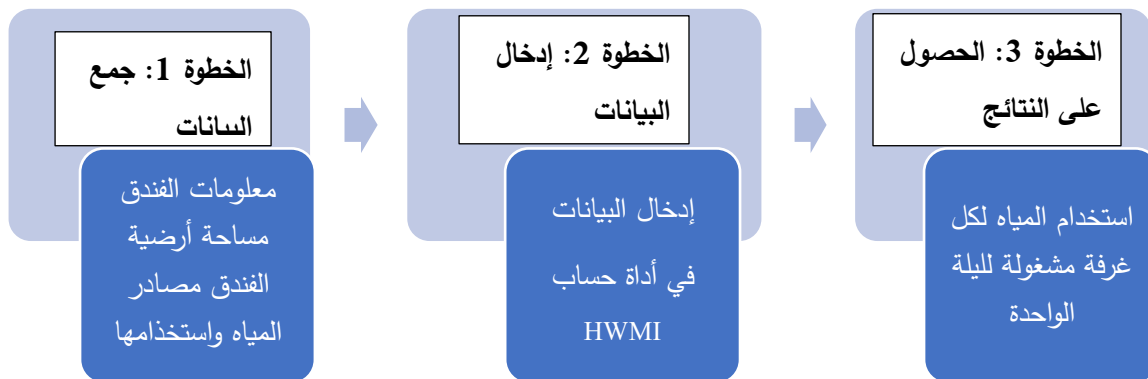 الخطوة 1: جمع
البيانات
معلومات الفندق
مساحة أرضية
الفندق مصادر
المياه واستخذامها
الخطوة 2: إدخال
البيانات
إدخال البيانات
في أداة حساب
HWMI
الخطوة 3: الحصول
على النتائج
استخدام المياه لكل
غرفة مشغولة لليلة
الواحدة